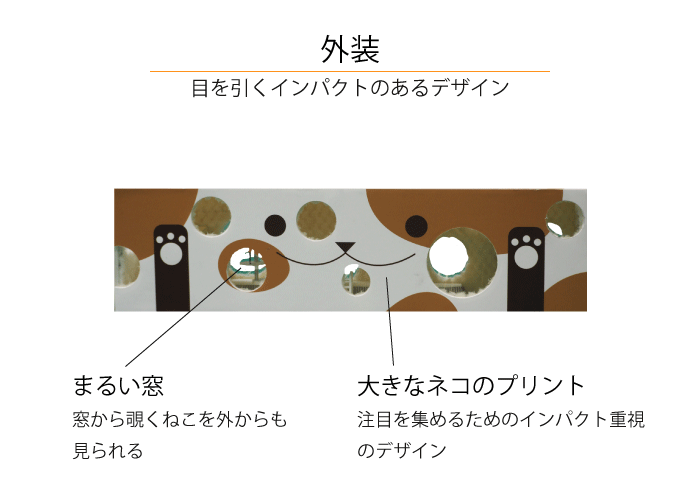 外装
目を引くインパクトのあるデザイン
まるい窓
窓から覗くねこを外からも
見られる
大きなネコのプリント
注目を集めるためのインパクト重視
のデザイン